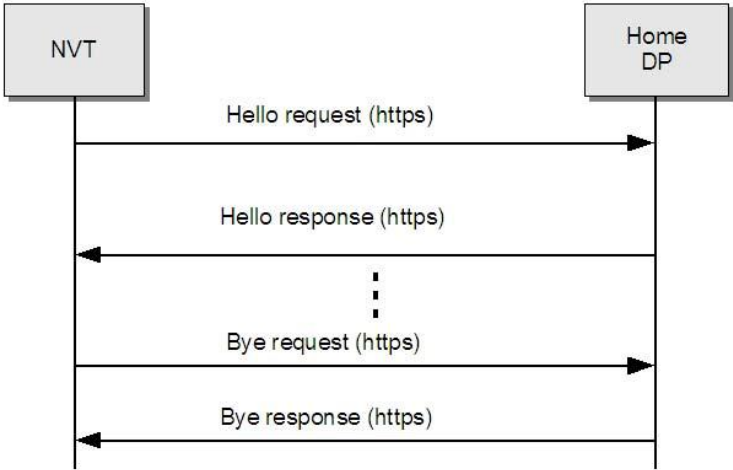 NVT
Home
DP
Hello request (https)
Hello response (https)
Bye request (https)
Bye response (https)